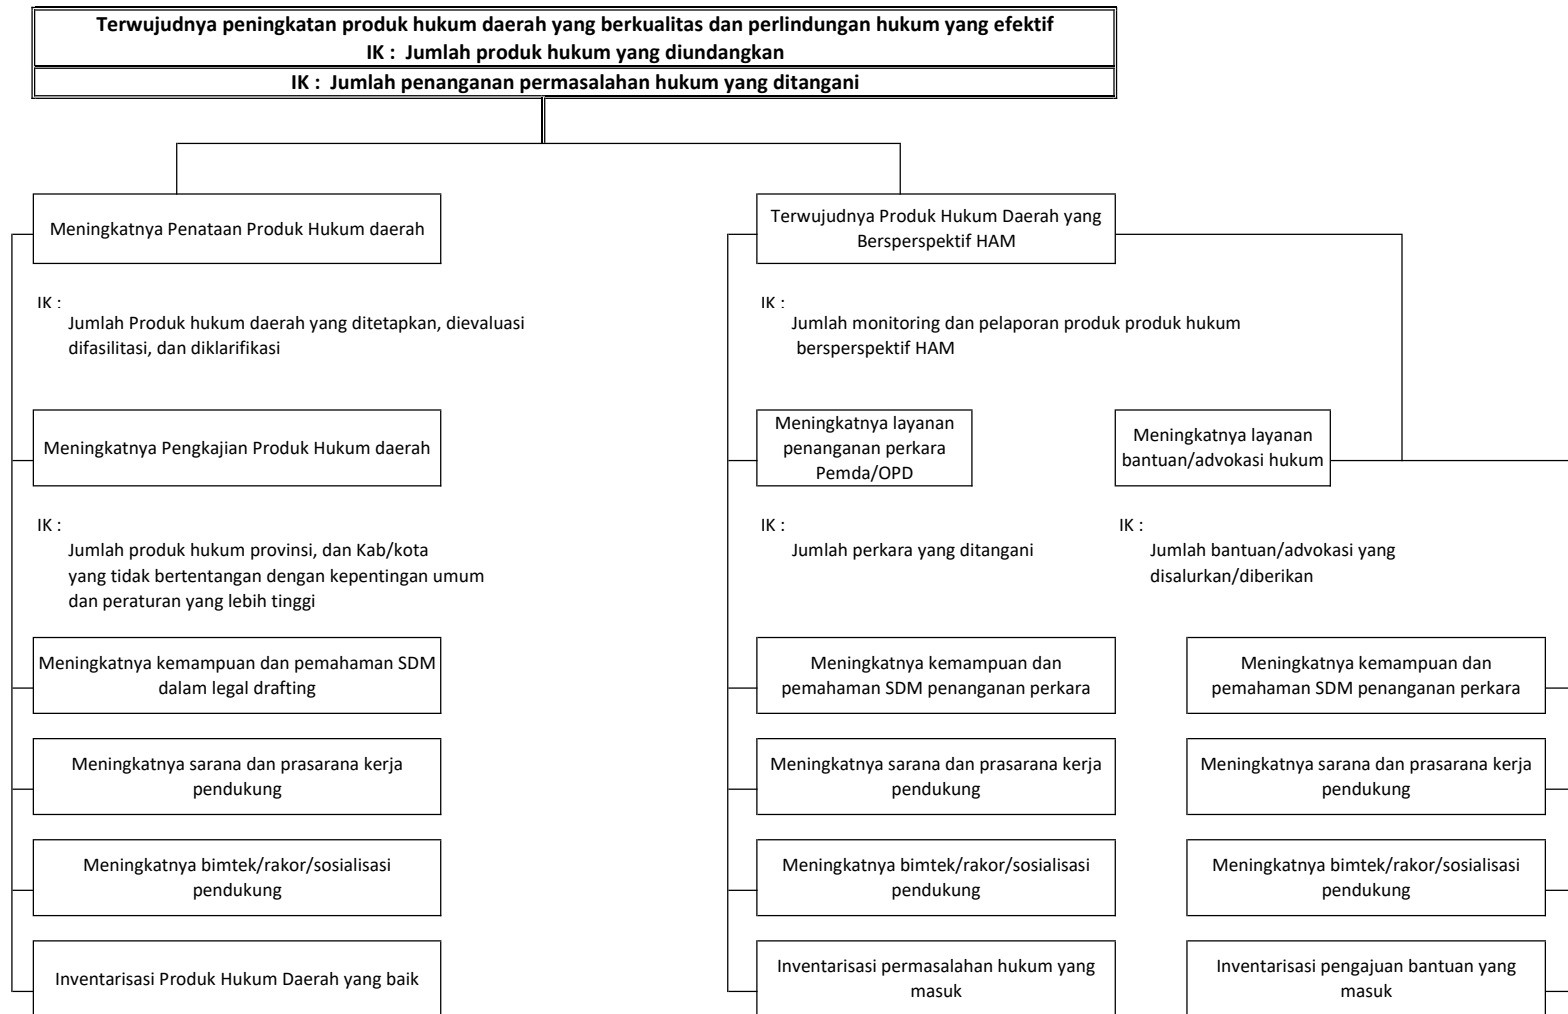 Terwujudnya peningkatan produk hukum daerah yang berkualitas dan perlindungan hukum yang efektif
IK : Jumlah produk hukum yang diundangkan
IK : Jumlah penanganan permasalahan hukum yang ditangani
Meningkatnya Penataan Produk Hukum daerah
IK :
Jumlah Produk hukum daerah yang ditetapkan, dievaluasi
difasilitasi, dan diklarifikasi
Meningkatnya Pengkajian Produk Hukum daerah
IK :
Jumlah produk hukum provinsi, dan Kab/kota
yang tidak bertentangan dengan kepentingan umum
dan peraturan yang lebih tinggi
Meningkatnya kemampuan dan pemahaman SDM
dalam legal drafting
Meningkatnya sarana dan prasarana kerja
pendukung
Meningkatnya bimtek/rakor/sosialisasi
pendukung
Inventarisasi Produk Hukum Daerah yang baik
Terwujudnya Produk Hukum Daerah yang
Bersperspektif HAM
IK :
Jumlah monitoring dan pelaporan produk produk hukum
bersperspektif HAM
Meningkatnya layanan
penanganan perkara
Pemda/OPD
IK :
Jumlah perkara yang ditangani
Meningkatnya kemampuan dan
pemahaman SDM penanganan perkara
Meningkatnya sarana dan prasarana kerja
pendukung
Meningkatnya bimtek/rakor/sosialisasi
pendukung
Inventarisasi permasalahan hukum yang
masuk
Meningkatnya layanan
bantuan/advokasi hukum
IK :
Jumlah bantuan/advokasi yang
disalurkan/diberikan
Meningkatnya kemampuan dan
pemahaman SDM penanganan perkara
Meningkatnya sarana dan prasarana kerja
pendukung
Meningkatnya bimtek/rakor/sosialisasi
pendukung
Inventarisasi pengajuan bantuan yang
masuk